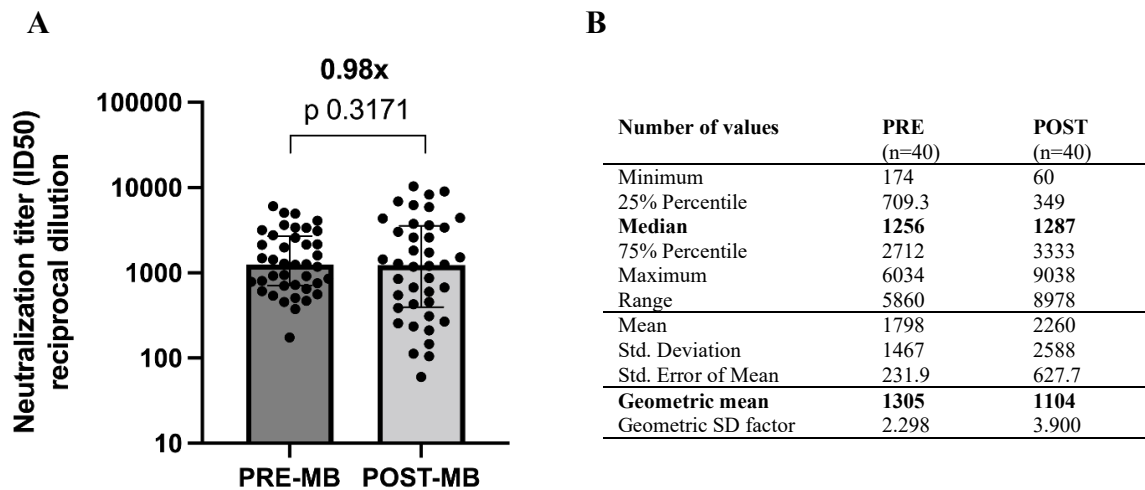 A
0.98x
p 0.3171
Neutralization titer (ID50)
reciprocal dilution
100000
10000
1000
100
10
PRE-MB POST-MB
B
Number of values PRE POST
(n=40) (n=40)
Minimum 174 60
25% Percentile 709.3 349
Median 1256 1287
75% Percentile 2712 3333
Maximum 6034 9038
Range 5860 8978
Mean 1798 2260
Std. Deviation 1467 2588
Std. Error of Mean 231.9 627.7
Geometric mean 1305 1104
Geometric SD factor 2.298 3.900